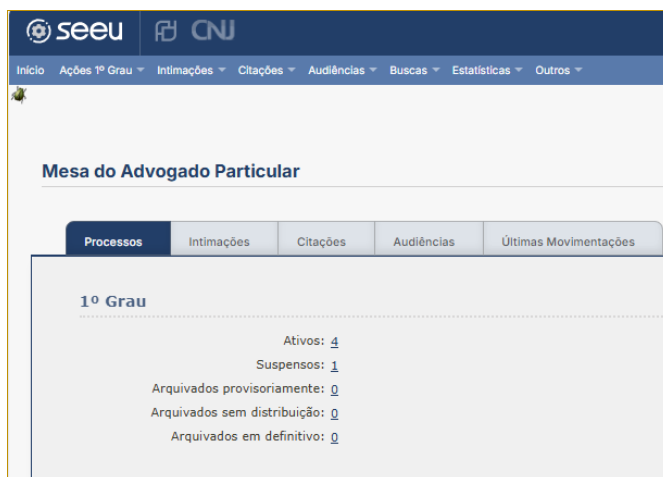 seeu CNJ
Início Ações 1º Grau Intimações Citações Audiências Buscas Estatísticas Outros
Mesa do Advogado Particular
Processos Intimações Citações Audiências Últimas Movimentações
1º Grau
Ativos: 4
Suspensos: 1
Arquivados provisoriamente: 0
Arquivados sem distribuição: 0
Arquivados em definitivo: 0